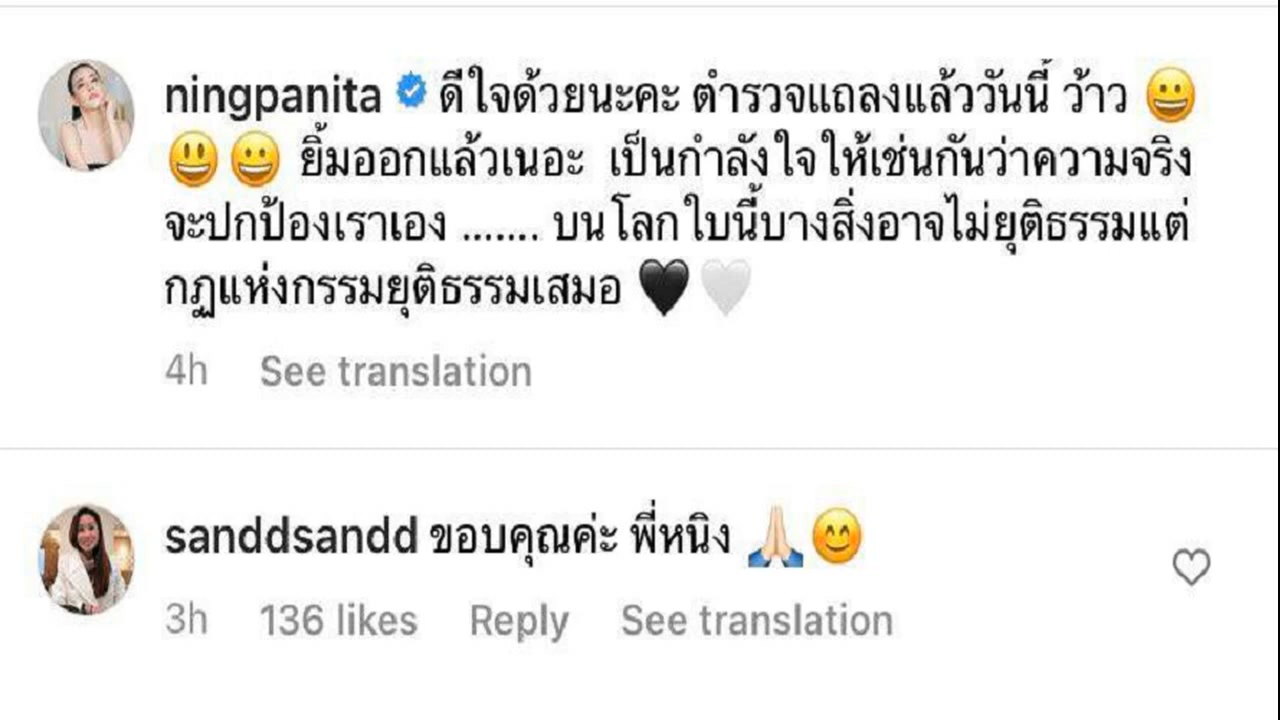 ningpanita ดีใจด้วยนะคะ ตำรวจแถลงแล้ววันนี้ ว้าว 😀
😃😀 ยิ้มออกแล้วเนอะ เป็นกำลังใจให้เช่นกันว่าความจริง
จะปกป้องเราเอง ....... บนโลกใบนี้บางสิ่งอาจไม่ยุติธรรมแต่
กฏแห่งกรรมยุติธรรมเสมอ 🖤🤍
4h See translation
sanddsandd ขอบคุณค่ะ พี่หนิง 🙏🏻😊
3h 136 likes Reply See translation